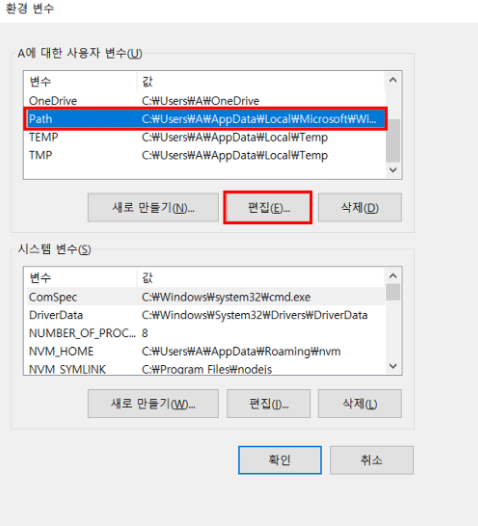 환경 변수
A에 대한 사용자 변수(U)
변수 값
OneDrive C:₩Users₩A₩OneDrive
Path C:₩Users₩A₩AppData₩Local₩Microsoft₩Wi...
TEMP C:₩Users₩A₩AppData₩Local₩Temp
TMP C:₩Users₩A₩AppData₩Local₩Temp
새로 만들기(N)... 편집(E)... 삭제(D)
시스템 변수(S)
변수 값
ComSpec C:₩Windows₩system32₩cmd.exe
DriverData C:₩Windows₩System32₩Drivers₩DriverData
NUMBER_OF_PROC... 8
NVM_HOME C:₩Users₩A₩AppData₩Roaming₩nvm
NVM_SYMLINK C:₩Program Files₩nodejs
새로 만들기(W)... 편집(I)... 삭제(L)
확인 취소